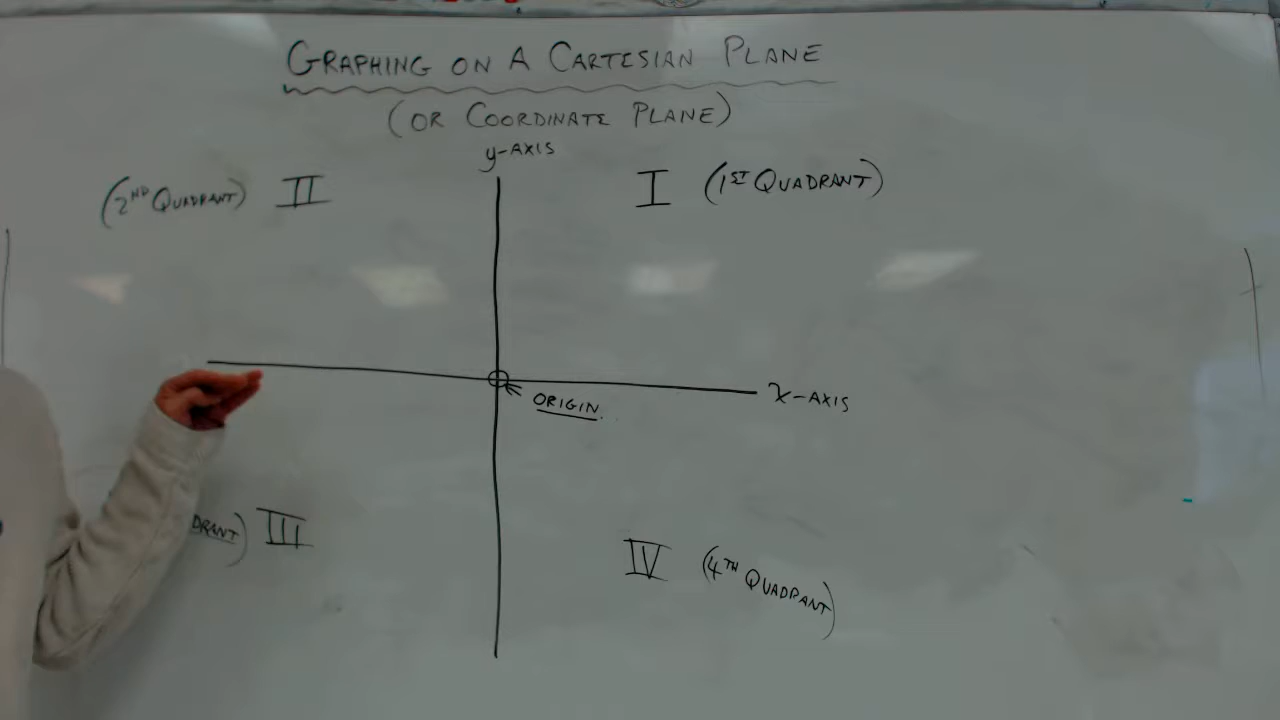 GRAPHING ON A CARTESIAN PLANE
(OR COORDINATE PLANE)
y-AXIS
(2ND QUADRANT) II
I (1ST QUADRANT)
x-AXIS
ORIGIN.
DRANT) III
IV (4TH QUADRANT)